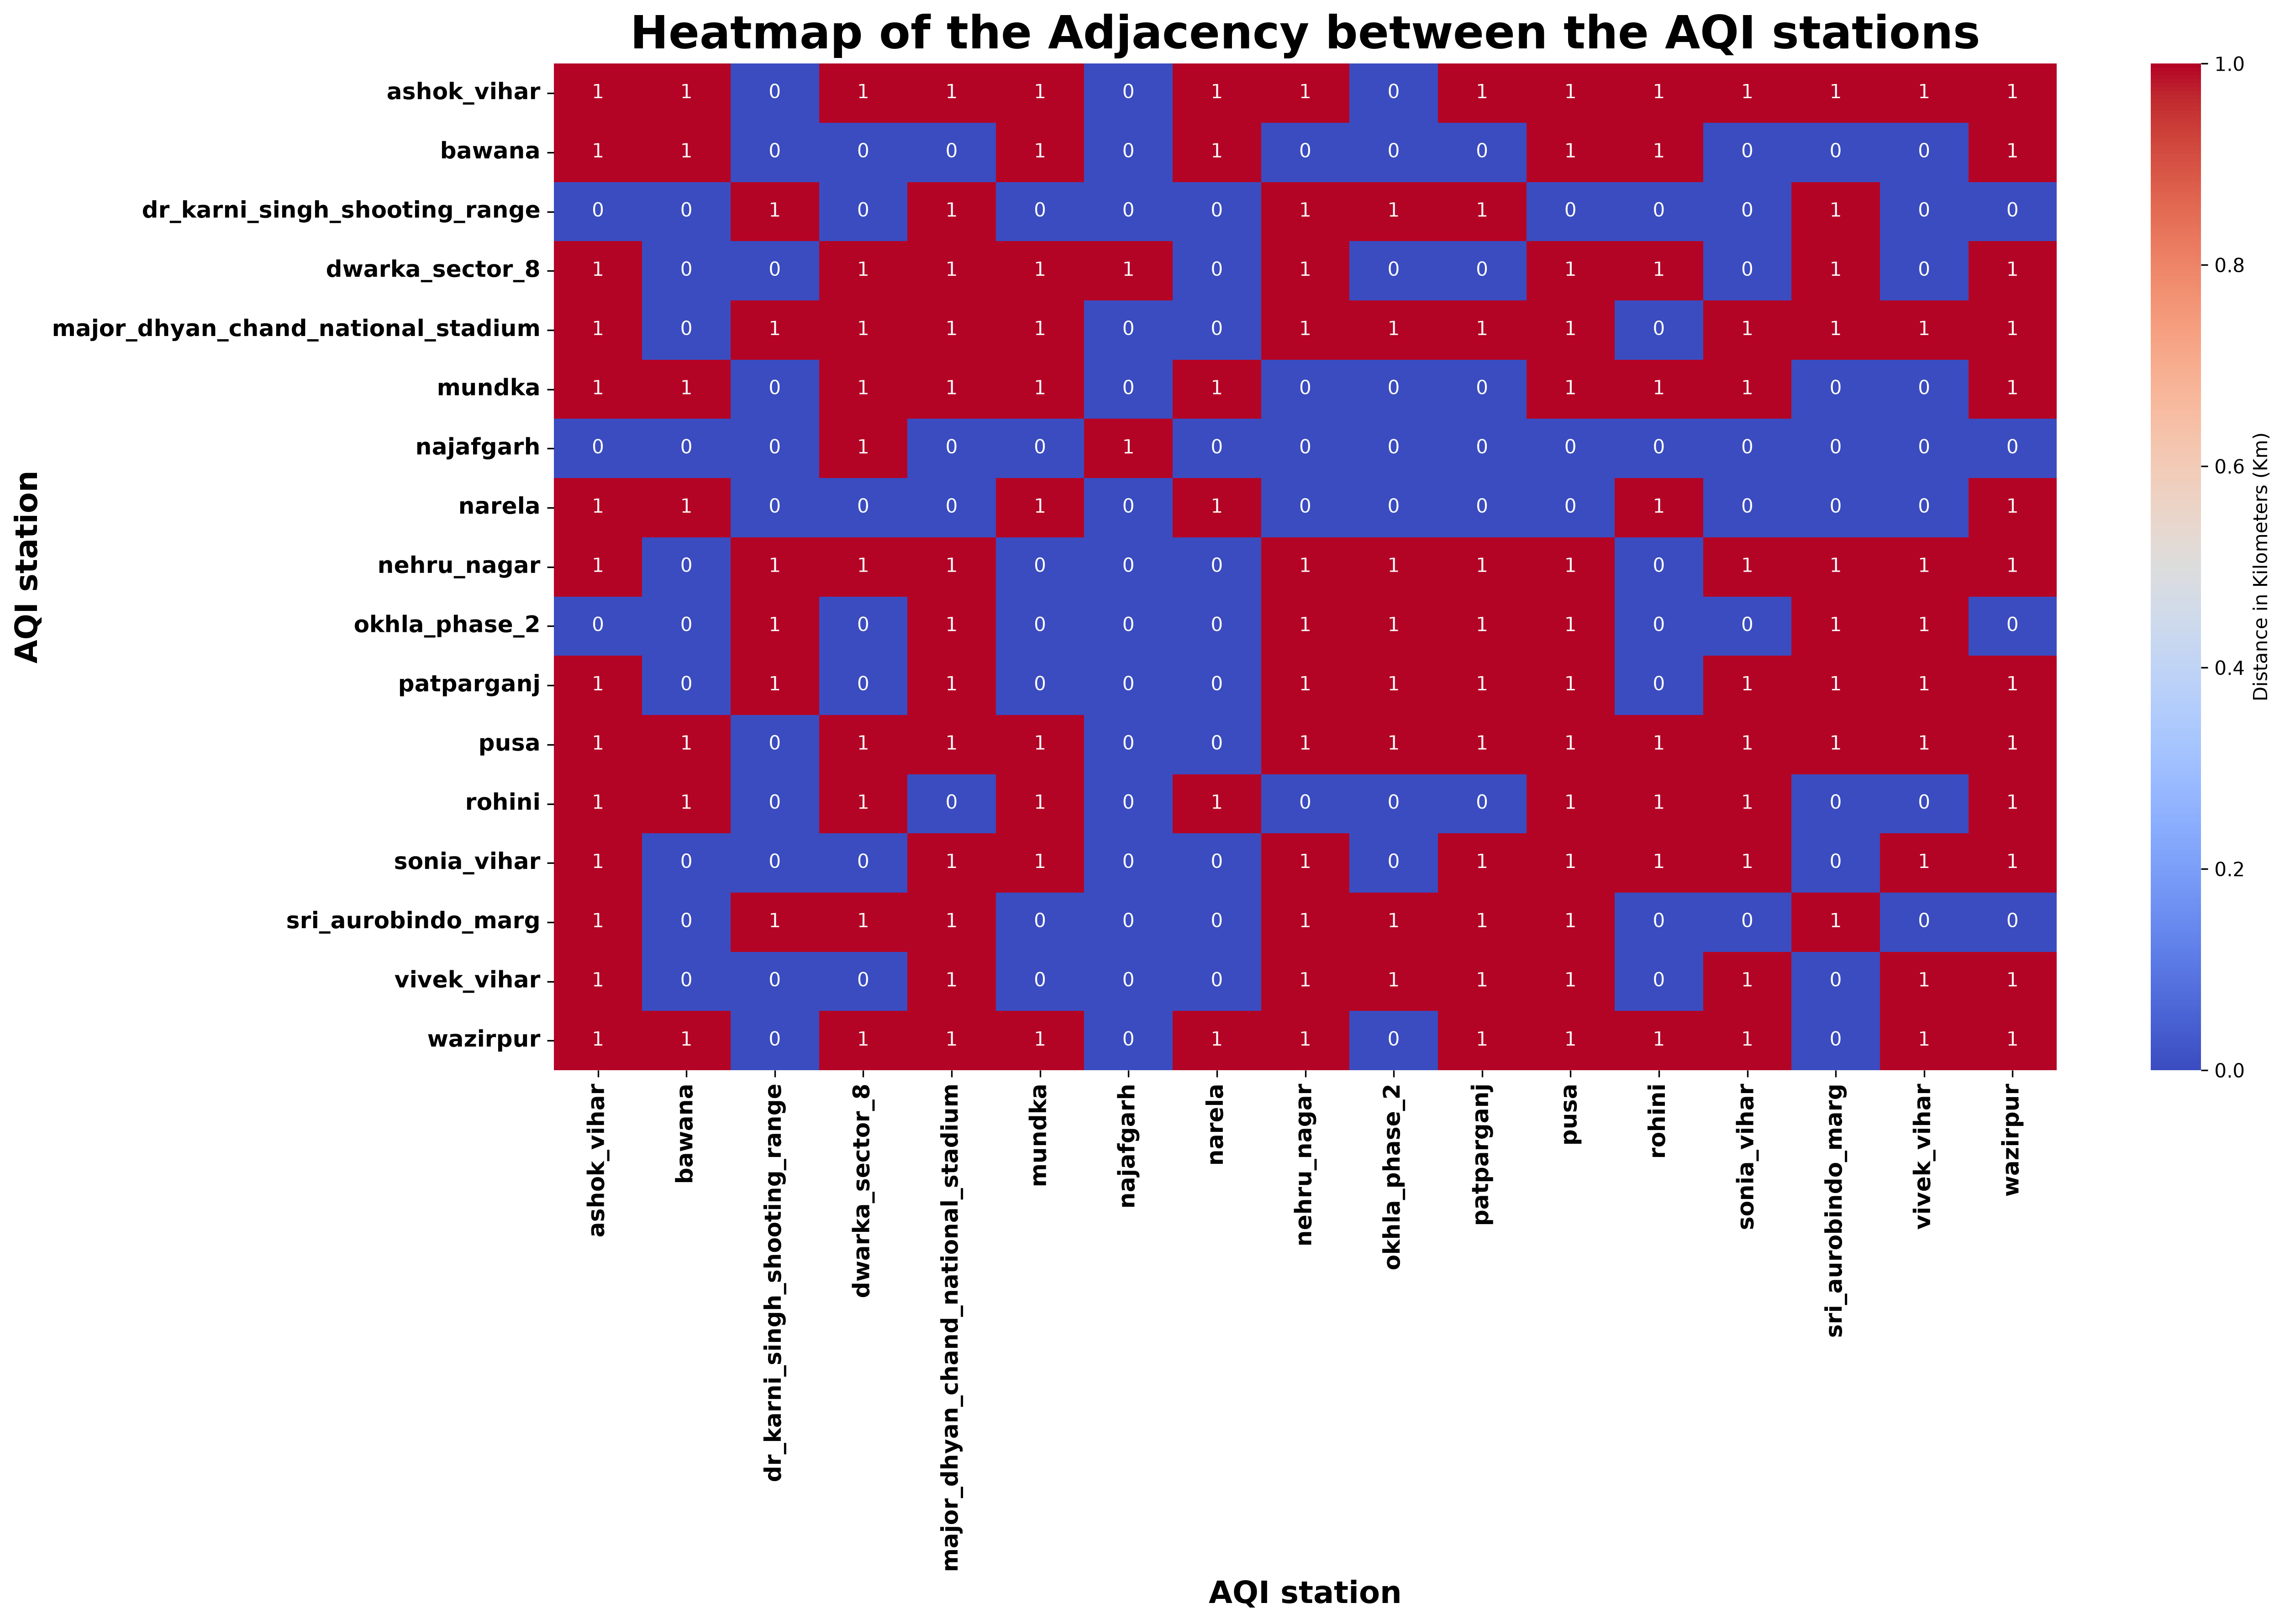 Heatmap of the Adjacency between the AQI stations
AQI station
ashok_vihar 1 1 0 1 1 1 0 1 1 0 1 1 1 1 1 1 1
bawana 1 1 0 0 0 1 0 1 0 0 0 1 1 0 0 0 1
dr_karni_singh_shooting_range 0 0 1 0 1 0 0 0 1 1 1 0 0 0 1 0 0
dwarka_sector_8 1 0 0 1 1 1 1 0 1 0 0 1 1 0 1 0 1
major_dhyan_chand_national_stadium 1 0 1 1 1 1 0 0 1 1 1 1 0 1 1 1 1
mundka 1 1 0 1 1 1 0 1 0 0 0 1 1 1 0 0 1
najafgarh 0 0 0 1 0 0 1 0 0 0 0 0 0 0 0 0 0
narela 1 1 0 0 0 1 0 1 0 0 0 0 1 0 0 0 1
nehru_nagar 1 0 1 1 1 0 0 0 1 1 1 1 0 1 1 1 1
okhla_phase_2 0 0 1 0 1 0 0 0 1 1 1 1 0 0 1 1 0
patparganj 1 0 1 0 1 0 0 0 1 1 1 1 0 1 1 1 1
pusa 1 1 0 1 1 1 0 0 1 1 1 1 1 1 1 1 1
rohini 1 1 0 1 0 1 0 1 0 0 0 1 1 1 0 0 1
sonia_vihar 1 0 0 0 1 1 0 0 1 0 1 1 1 1 0 1 1
sri_aurobindo_marg 1 0 1 1 1 0 0 0 1 1 1 1 0 0 1 0 0
vivek_vihar 1 0 0 0 1 0 0 0 1 1 1 1 0 1 0 1 1
wazirpur 1 1 0 1 1 1 0 1 1 0 1 1 1 1 0 1 1
ashok_vihar
bawana
dr_karni_singh_shooting_range
dwarka_sector_8
major_dhyan_chand_national_stadium
mundka
najafgarh
narela
nehru_nagar
okhla_phase_2
patparganj
pusa
rohini
sonia_vihar
sri_aurobindo_marg
vivek_vihar
wazirpur
AQI station
1.0
0.8
0.6
0.4
0.2
0.0
Distance in Kilometers (Km)